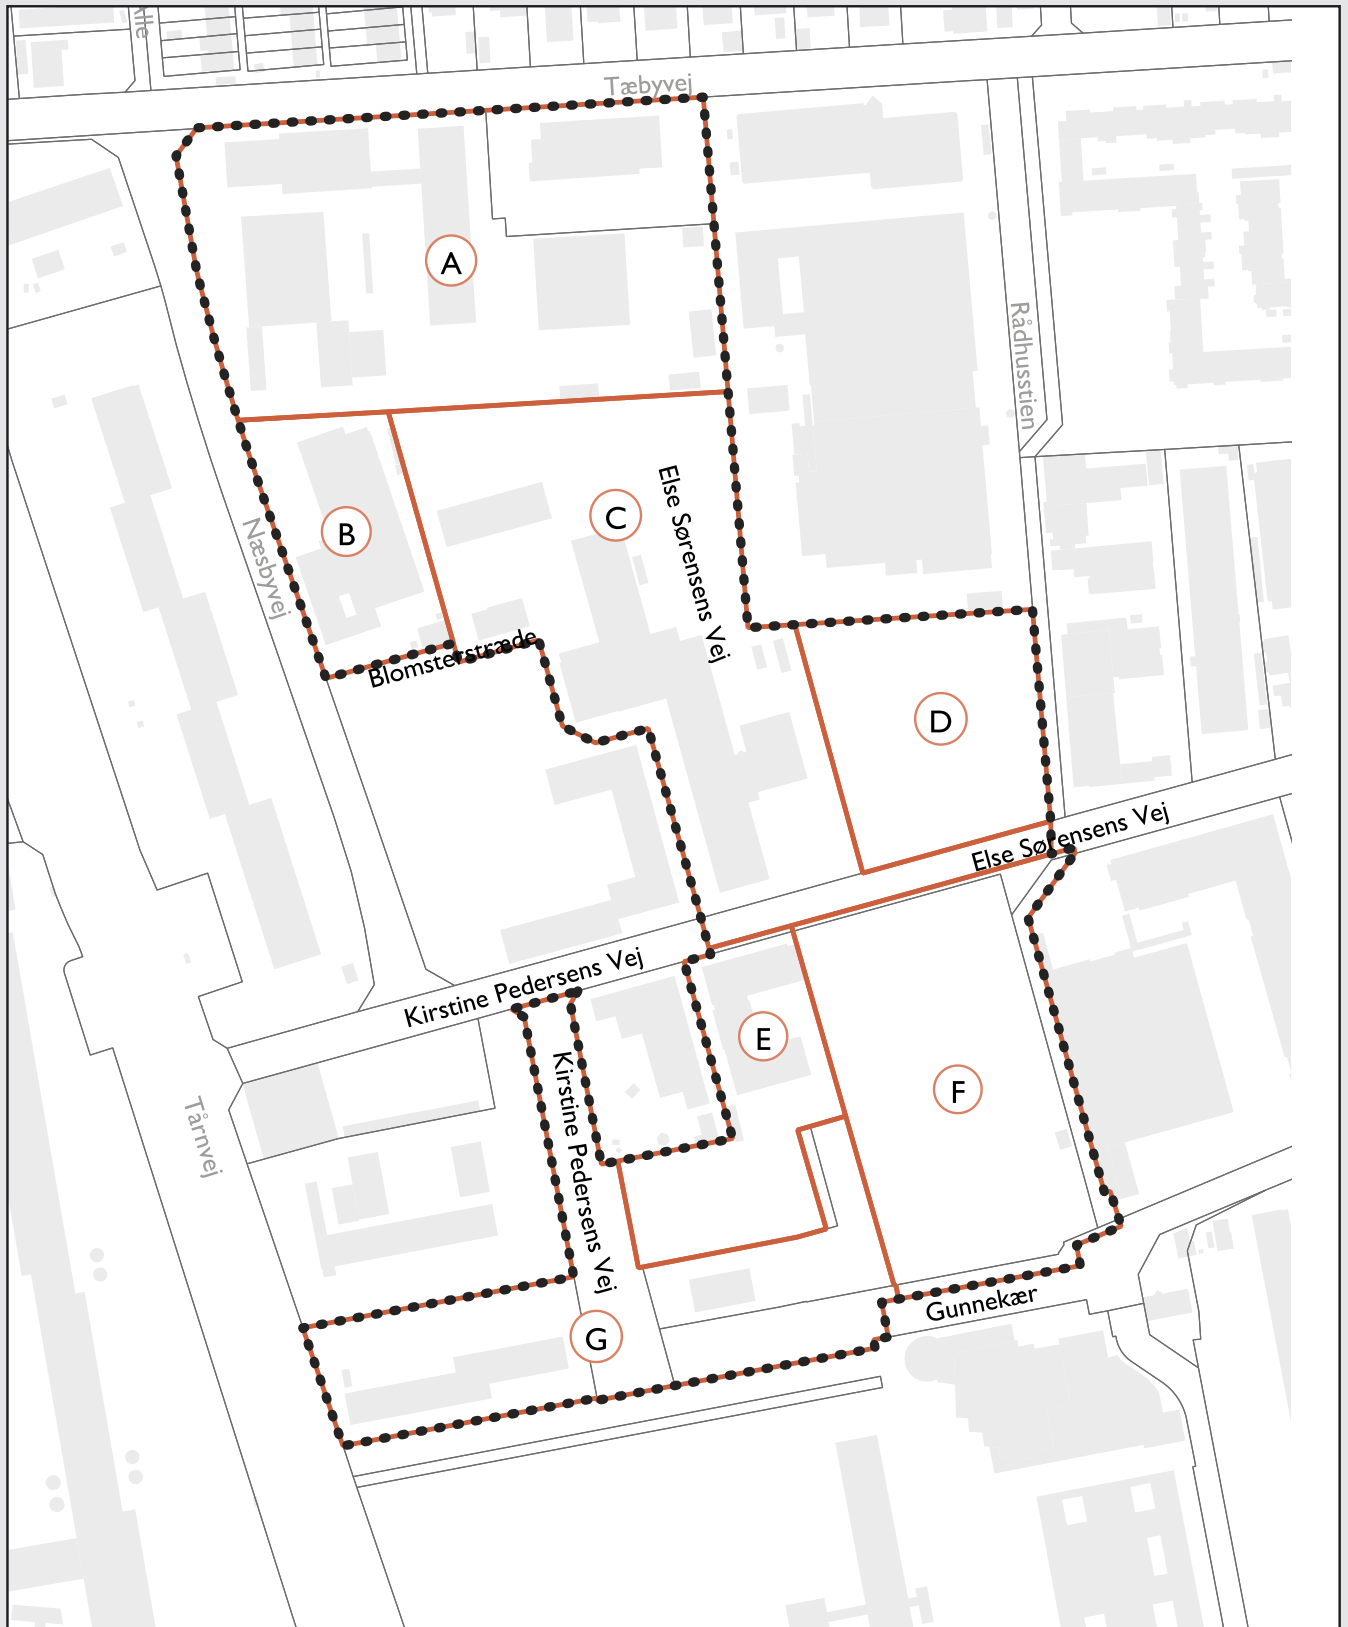 Tæbyvej
A
Rådhusstien
C
Else Sørensens Vej
B
Næsbyvej
Blomsterstræde
D
Else Sørensens Vej
Kirstine Pedersens Vej
E
Kirstine Pedersens Vej
F
Tårnvej
Gunnekær
G